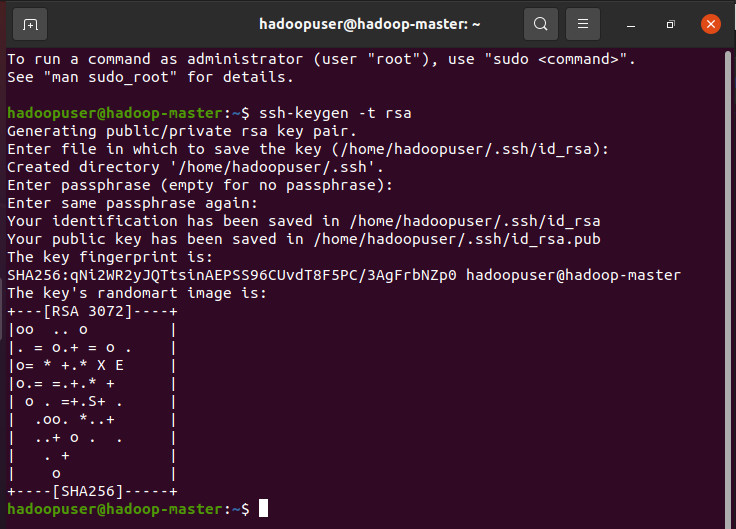 hadoopuser@hadoop-master: ~
To run a command as administrator (user "root"), use "sudo <command>".
See "man sudo_root" for details.

hadoopuser@hadoop-master:~$ ssh-keygen -t rsa
Generating public/private rsa key pair.
Enter file in which to save the key (/home/hadoopuser/.ssh/id_rsa):
Created directory '/home/hadoopuser/.ssh'.
Enter passphrase (empty for no passphrase):
Enter same passphrase again:
Your identification has been saved in /home/hadoopuser/.ssh/id_rsa
Your public key has been saved in /home/hadoopuser/.ssh/id_rsa.pub
The key fingerprint is:
SHA256:qNi2WR2yJQTtsinAEPSS96CUvdT8F5PC/3AgFrbNZp0 hadoopuser@hadoop-master
The key's randomart image is:
+---[RSA 3072]----+
|oo  .. o         |
|. = o.+ = o .    |
|o= * +.* X E     |
|o.= =.+.* +      |
| o . =+.S+ .     |
|  .oo. *..+      |
|  ..+ o .  .     |
|   . +           |
|    o            |
+----[SHA256]-----+
hadoopuser@hadoop-master:~$